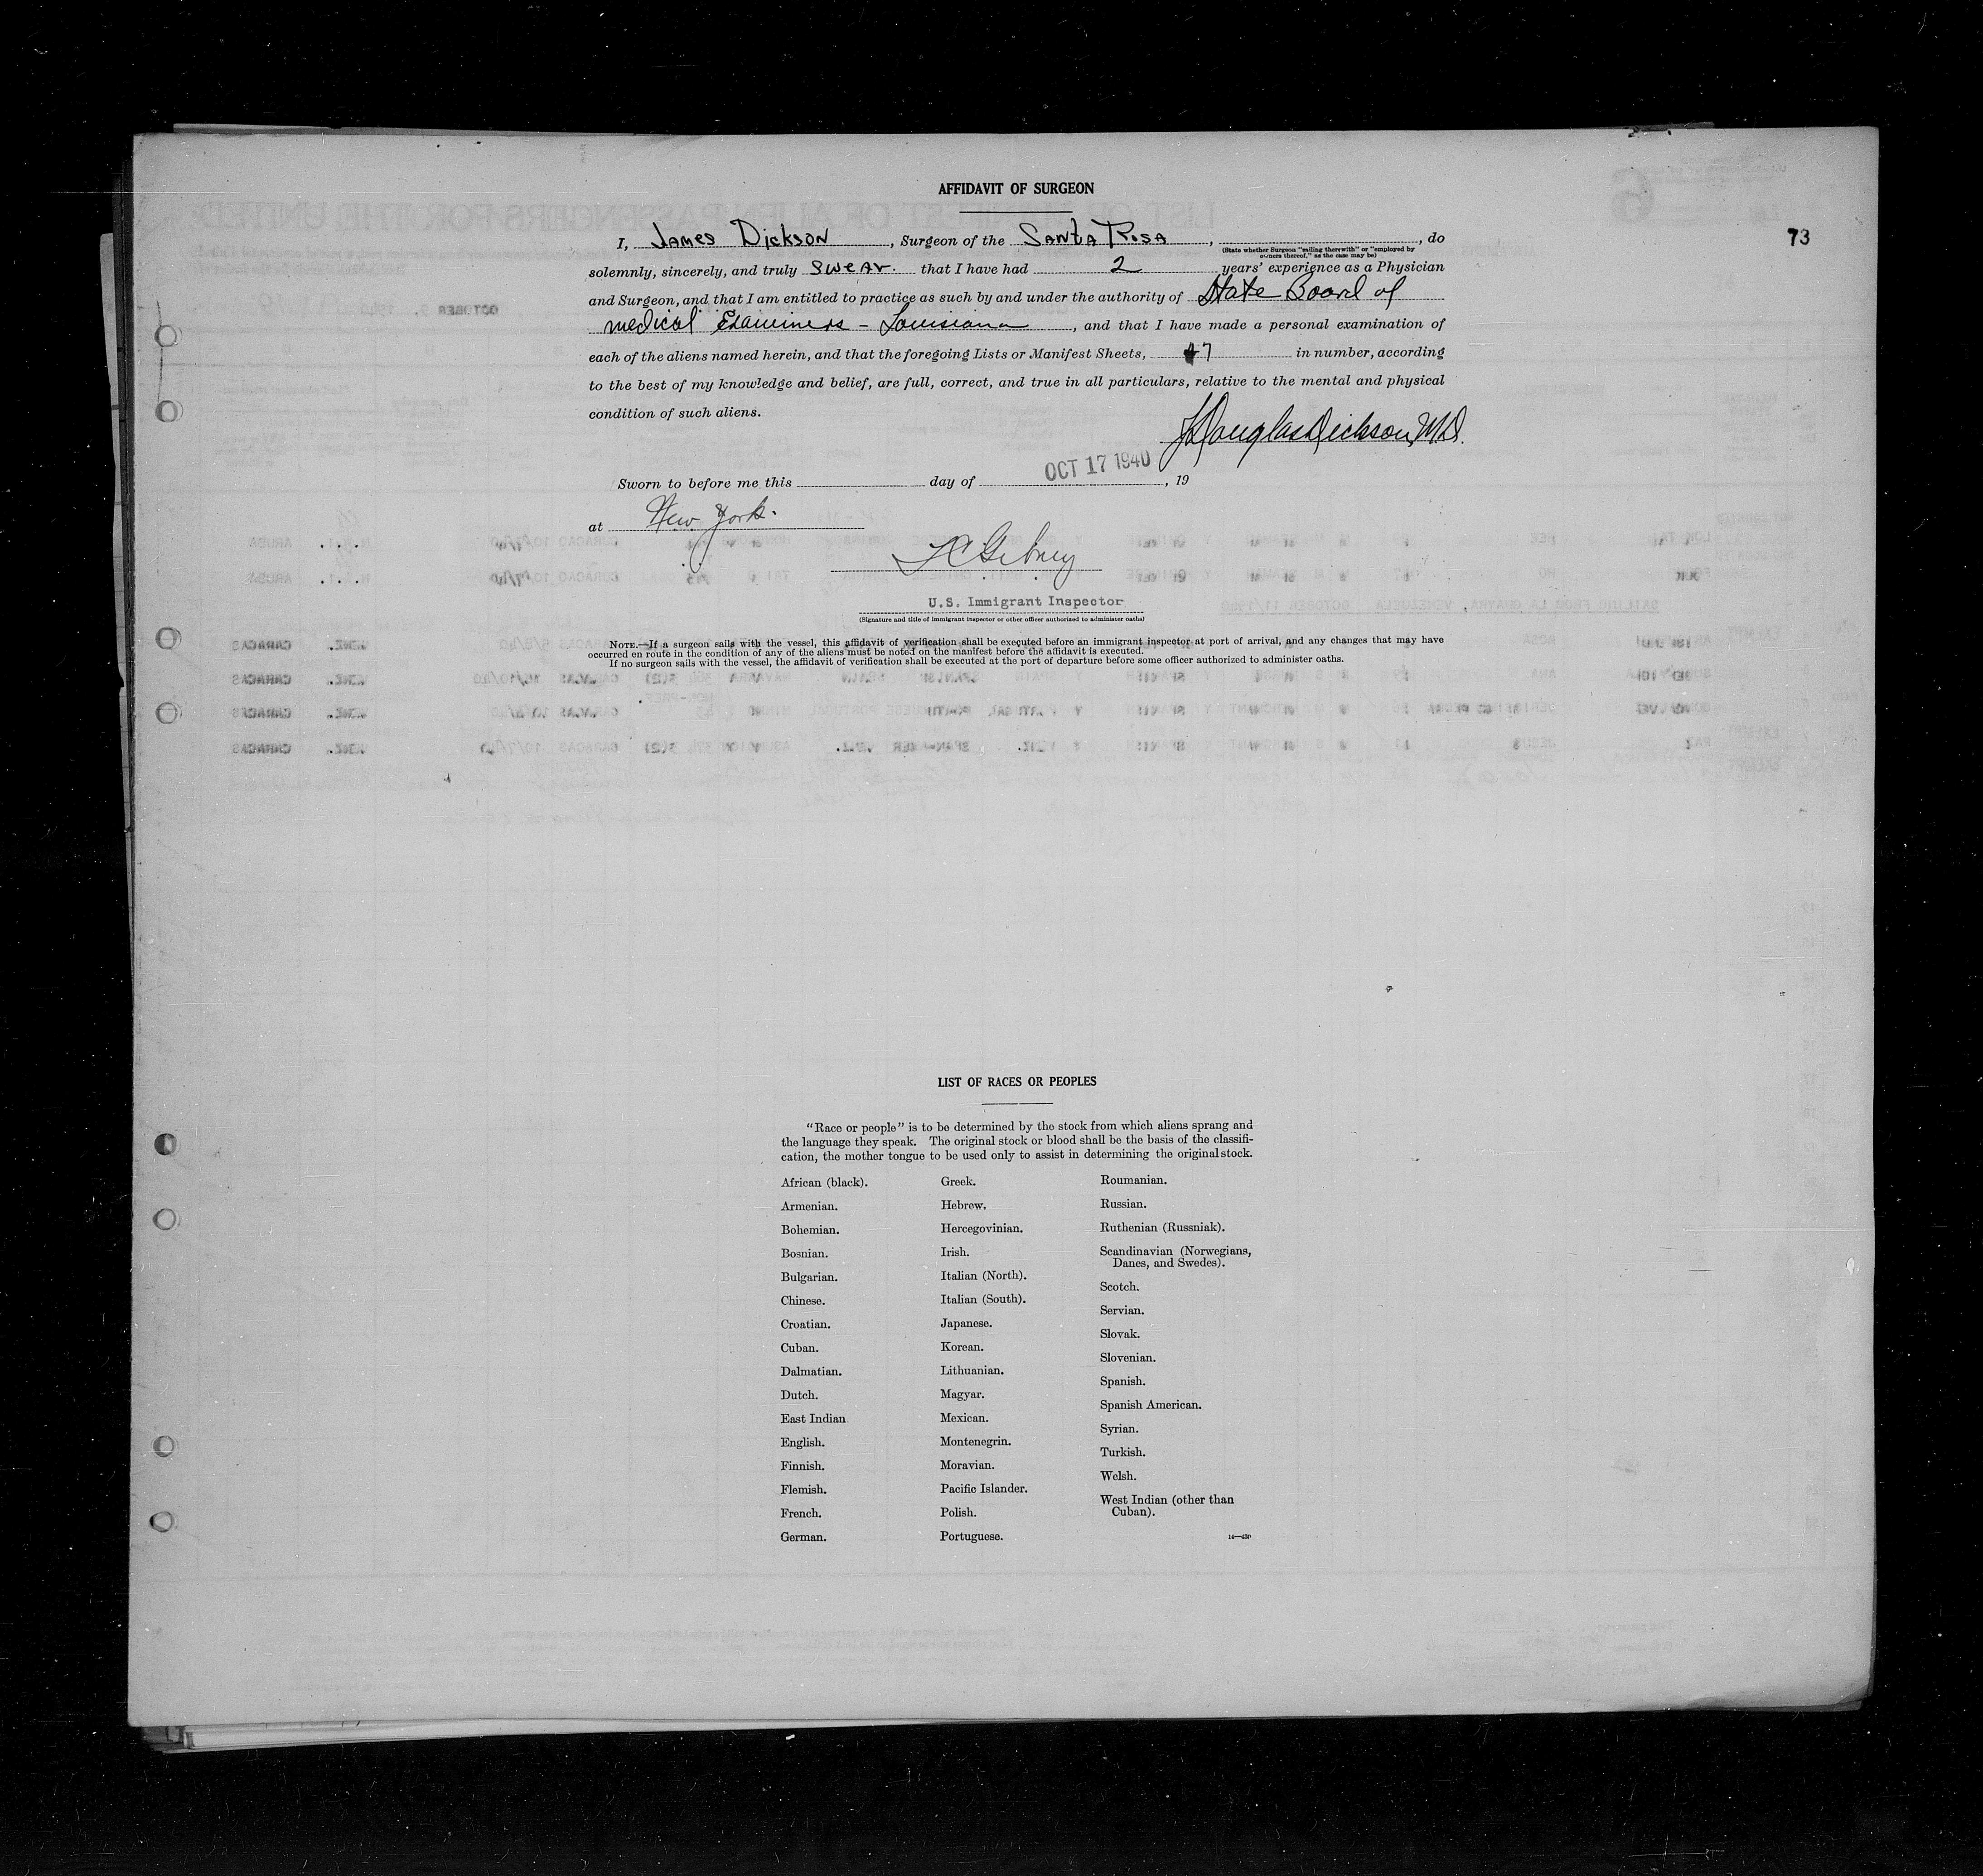 AFFIDAVIT OF SURGEON
73
I, James Dickson, Surgeon of the Santa Rosa, , do
(State whether Surgeon "sailing therewith" or "employed by
owners thereof," as the case may be)
solemnly, sincerely, and truly swear. that I have had 2 years' experience as a Physician
and Surgeon, and that I am entitled to practice as such by and under the authority of State Board of
medical Examiners - Louisiana, and that I have made a personal examination of
each of the aliens named herein, and that the foregoing Lists or Manifest Sheets, 7 in number, according
to the best of my knowledge and belief, are full, correct, and true in all particulars, relative to the mental and physical
condition of such aliens.
J Douglas Dickson, M.D.
Sworn to before me this day of OCT 17 1940, 19
at New York.
U.S. Immigrant Inspector
(Signature and title of immigrant inspector or other officer authorized to administer oaths)
NOTE.—If a surgeon sails with the vessel, this affidavit of verification shall be executed before an immigrant inspector at port of arrival, and any changes that may have
occurred en route in the condition of any of the aliens must be noted on the manifest before the affidavit is executed.
If no surgeon sails with the vessel, the affidavit of verification shall be executed at the port of departure before some officer authorized to administer oaths.
LIST OF RACES OR PEOPLES
"Race or people" is to be determined by the stock from which aliens sprang and
the language they speak. The original stock or blood shall be the basis of the classifi-
cation, the mother tongue to be used only to assist in determining the original stock.
African (black).
Armenian.
Bohemian.
Bosnian.
Bulgarian.
Chinese.
Croatian.
Cuban.
Dalmatian.
Dutch.
East Indian
English.
Finnish.
Flemish.
French.
German.
Greek.
Hebrew.
Hercegovinian.
Irish.
Italian (North).
Italian (South).
Japanese.
Korean.
Lithuanian.
Magyar.
Mexican.
Montenegrin.
Moravian.
Pacific Islander.
Polish.
Portuguese.
Roumanian.
Russian.
Ruthenian (Russniak).
Scandinavian (Norwegians,
Danes, and Swedes).
Scotch.
Servian.
Slovak.
Slovenian.
Spanish.
Spanish American.
Syrian.
Turkish.
Welsh.
West Indian (other than
Cuban).